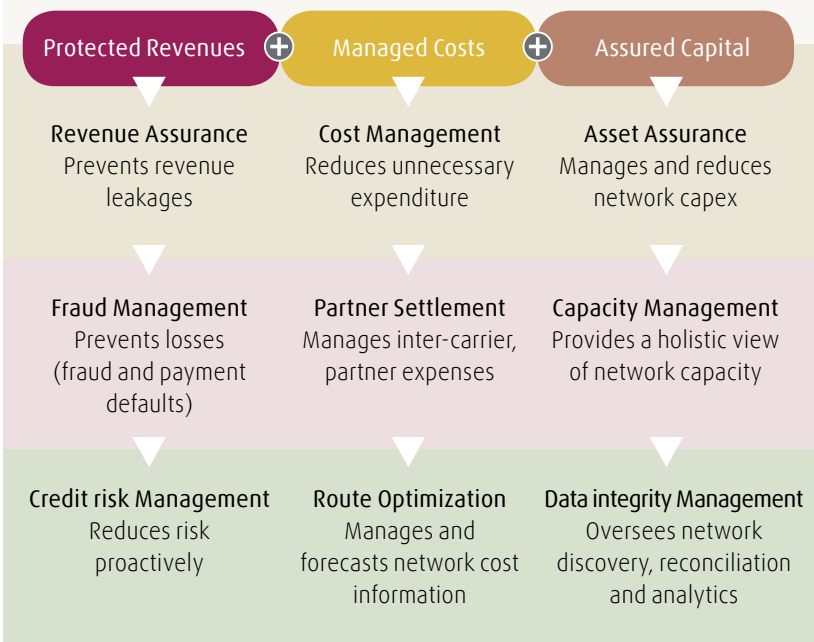 Protected Revenues
Managed Costs
Assured Capital
Revenue Assurance
Prevents revenue
leakages
Cost Management
Reduces unnecessary
expenditure
Asset Assurance
Manages and reduces
network capex
Fraud Management
Prevents losses
(fraud and payment
defaults)
Partner Settlement
Manages inter-carrier,
partner expenses
Capacity Management
Provides a holistic view
of network capacity
Credit risk Management
Reduces risk
proactively
Route Optimization
Manages and
forecasts network cost
information
Data integrity Management
Oversees network
discovery, reconciliation
and analytics